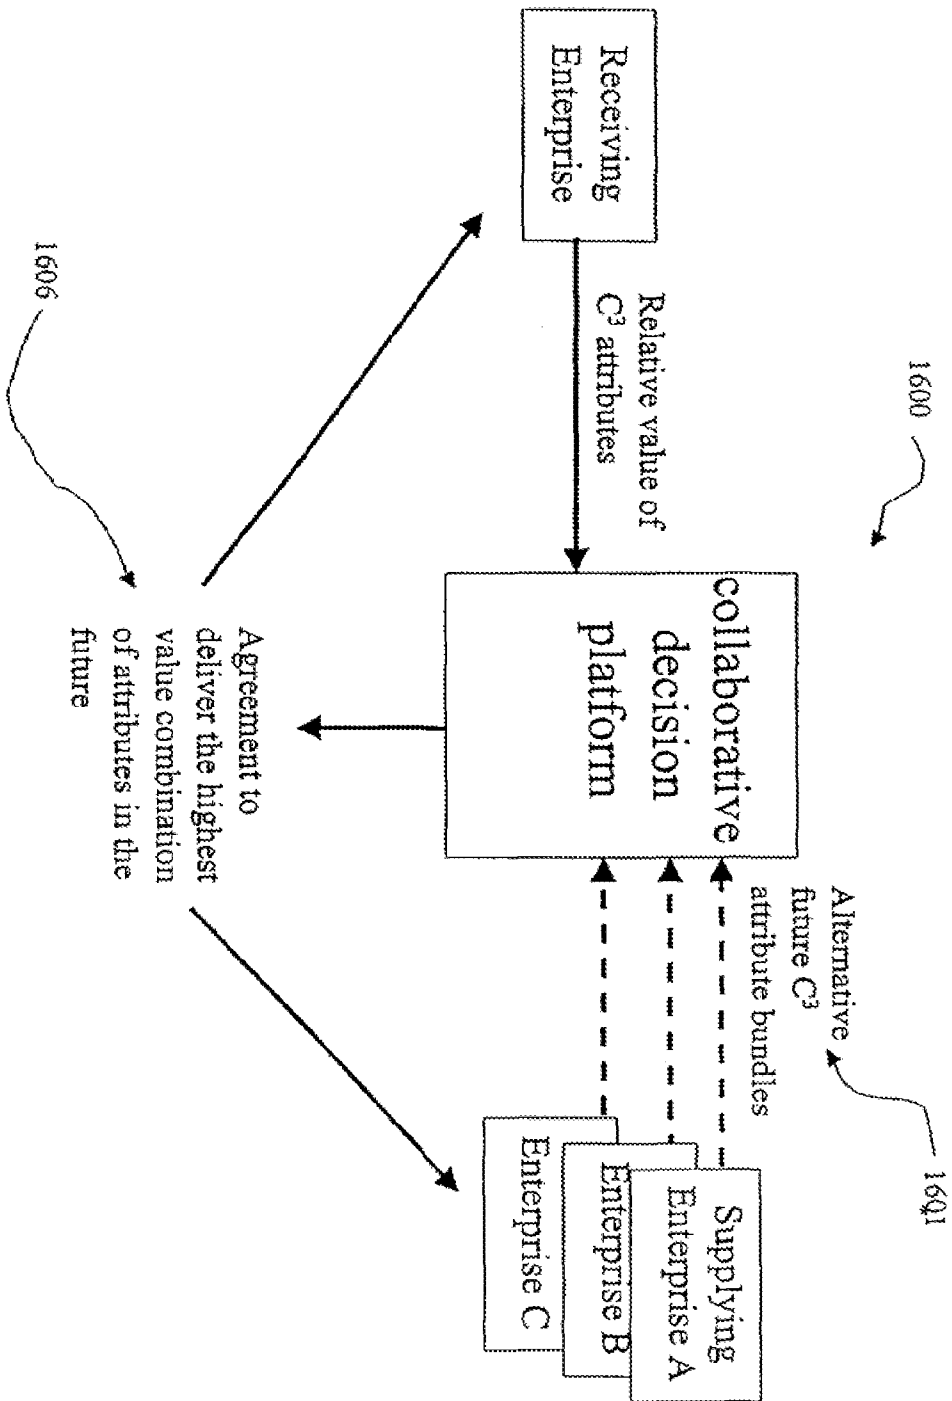 1600
1601
Receiving
Enterprise
Relative value of
C³ attributes
collaborative
decision
platform
Alternative
future C³
attribute bundles
Supplying
Enterprise A
Enterprise B
Enterprise C
1606
Agreement to
deliver the highest
value combination
of attributes in the
future